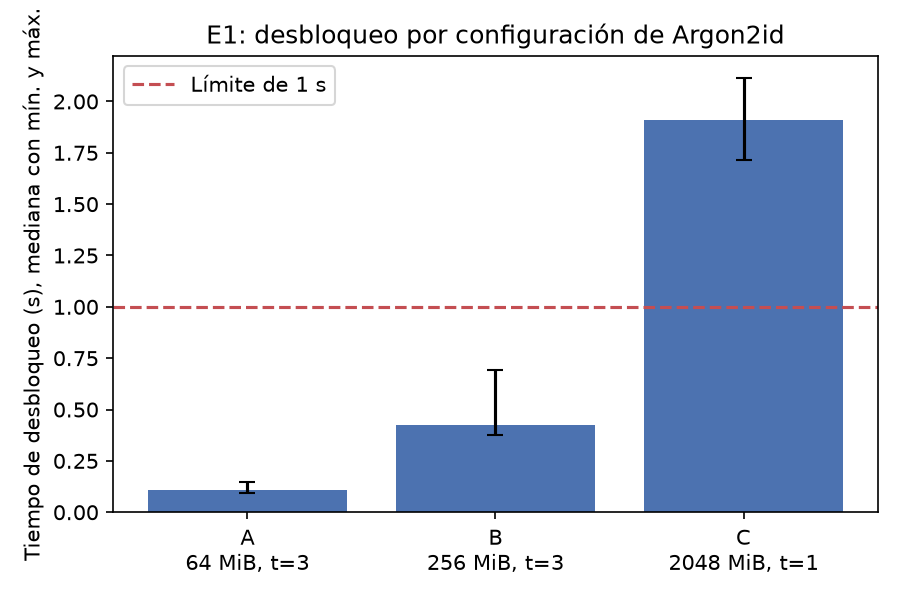 E1: desbloqueo por configuración de Argon2id
Tiempo de desbloqueo (s), mediana con mín. y máx.
Límite de 1 s
2.00
1.75
1.50
1.25
1.00
0.75
0.50
0.25
0.00
A
64 MiB, t=3
B
256 MiB, t=3
C
2048 MiB, t=1